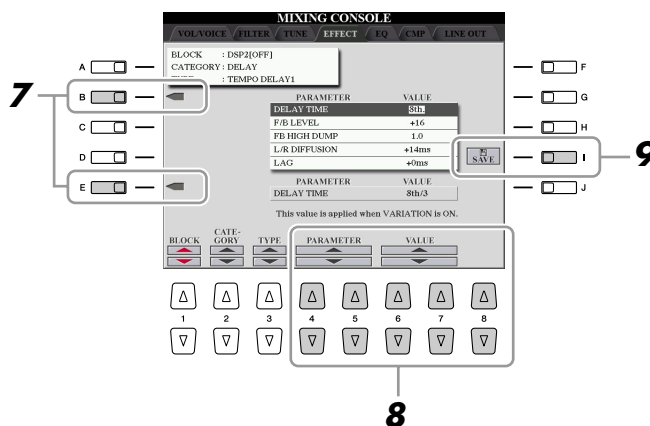 MIXING CONSOLE
VOL/VOICE FILTER TUNE EFFECT EQ CMP LINE OUT
BLOCK : DSP2[OFF]
CATEGORY : DELAY
: TEMPO DELAY1
A
B
C
D
E
F
G
H
I
J
7
9
PARAMETER VALUE
DELAY TIME 8th.
F/B LEVEL +16
FB HIGH DUMP 1.0
L/R DIFFUSION +14ms
LAG +0ms
SAVE
PARAMETER VALUE
DELAY TIME 8th/3
This value is applied when VARIATION is ON.
BLOCK CATE-GORY TYPE PARAMETER VALUE
1 2 3 4 5 6 7 8
8